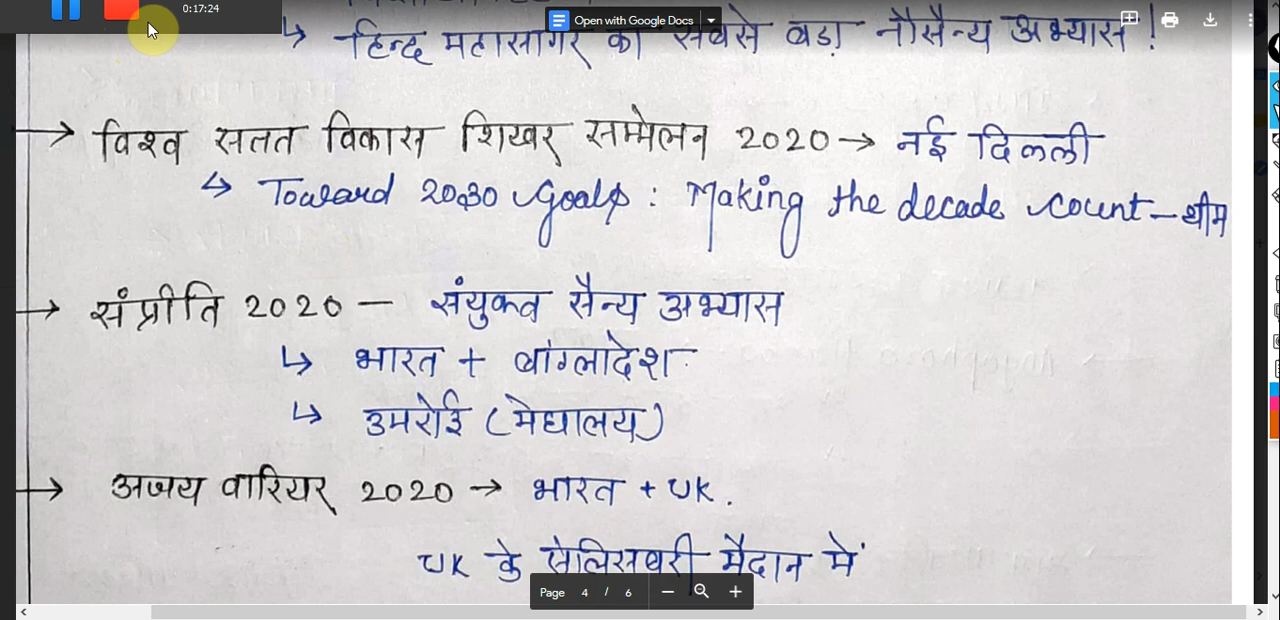 0:17:24
Open with Google Docs
↳ हिन्द महासागर का सबसे बड़ा नौसैन्य अभ्यास !
→ विश्व सतत विकास शिखर सम्मेलन 2020 → नई दिल्ली
↳ Toward 2030 Goals : Making the decade count – थीम
→ संप्रीति 2020 – संयुक्त सैन्य अभ्यास
↳ भारत + बांग्लादेश
↳ उमरोई (मेघालय)
→ अजय वारियर 2020 → भारत + UK.
UK के सैलिसबरी मैदान में
Page 4 / 6